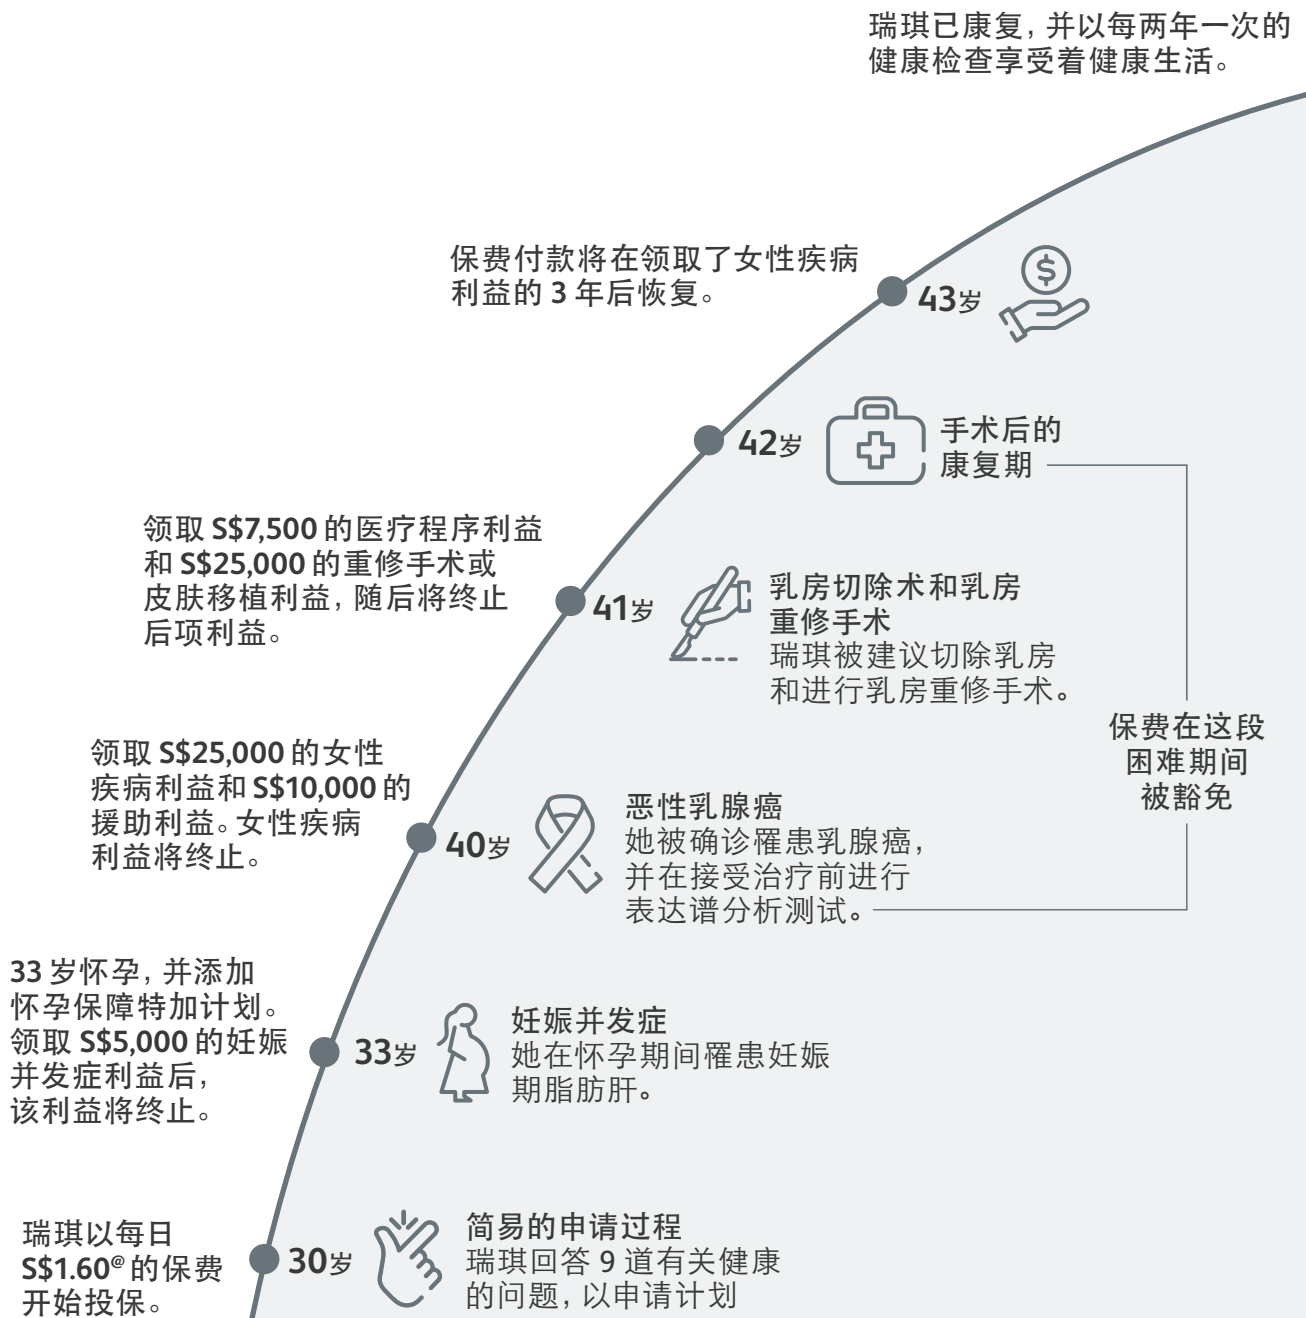 瑞琪已康复，并以每两年一次的
健康检查享受着健康生活。
保费付款将在领取了女性疾病
利益的 3 年后恢复。
43岁
$
42岁
手术后的
康复期
领取 S$7,500 的医疗程序利益
和 S$25,000 的重修手术或
皮肤移植利益，随后将终止
后项利益。
41岁
乳房切除术和乳房
重修手术
瑞琪被建议切除乳房
和进行乳房重修手术。
保费在这段
困难期间
被豁免
领取 S$25,000 的女性
疾病利益和 S$10,000 的
援助利益。女性疾病
利益将终止。
40岁
恶性乳腺癌
她被确诊罹患乳腺癌，
并在接受治疗前进行
表达谱分析测试。
33 岁怀孕，并添加
怀孕保障特加计划。
领取 S$5,000 的妊娠
并发症利益后，
该利益将终止。
33岁
妊娠并发症
她在怀孕期间罹患妊娠
期脂肪肝。
瑞琪以每日
S$1.60@ 的保费
开始投保。
30岁
简易的申请过程
瑞琪回答 9 道有关健康
的问题，以申请计划